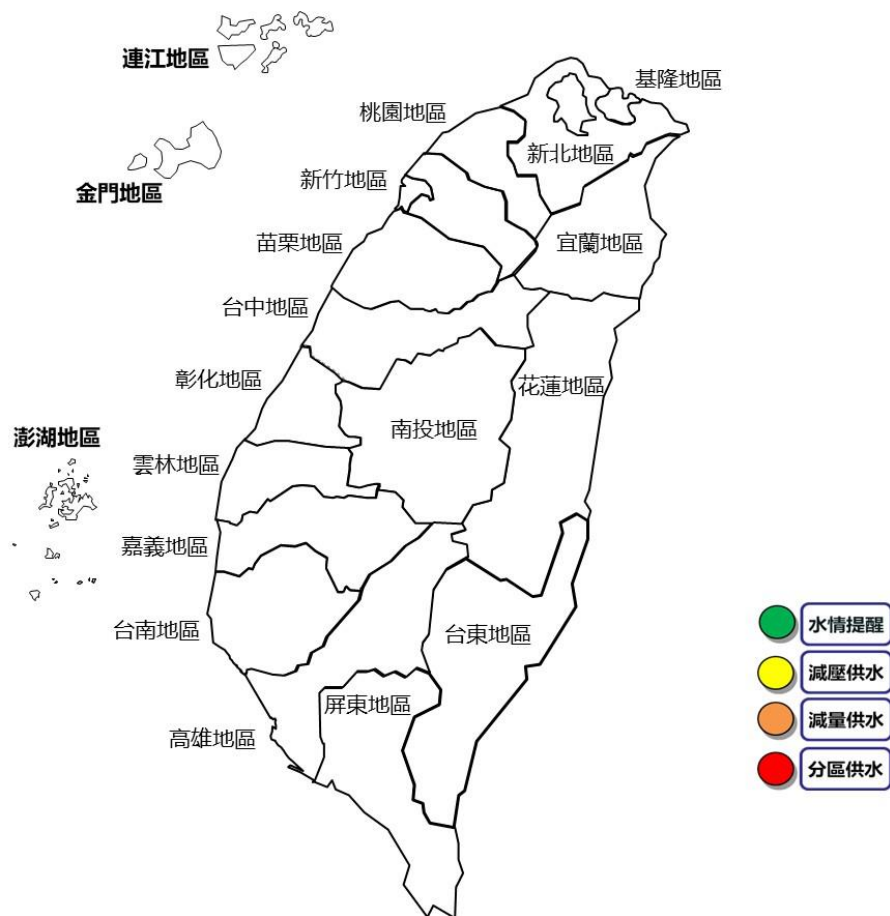 連江地區
基隆地區
桃園地區
新北地區
新竹地區
金門地區
苗栗地區
宜蘭地區
台中地區
彰化地區
花蓮地區
南投地區
澎湖地區
雲林地區
嘉義地區
台南地區
台東地區
屏東地區
高雄地區
水情提醒
減壓供水
減量供水
分區供水